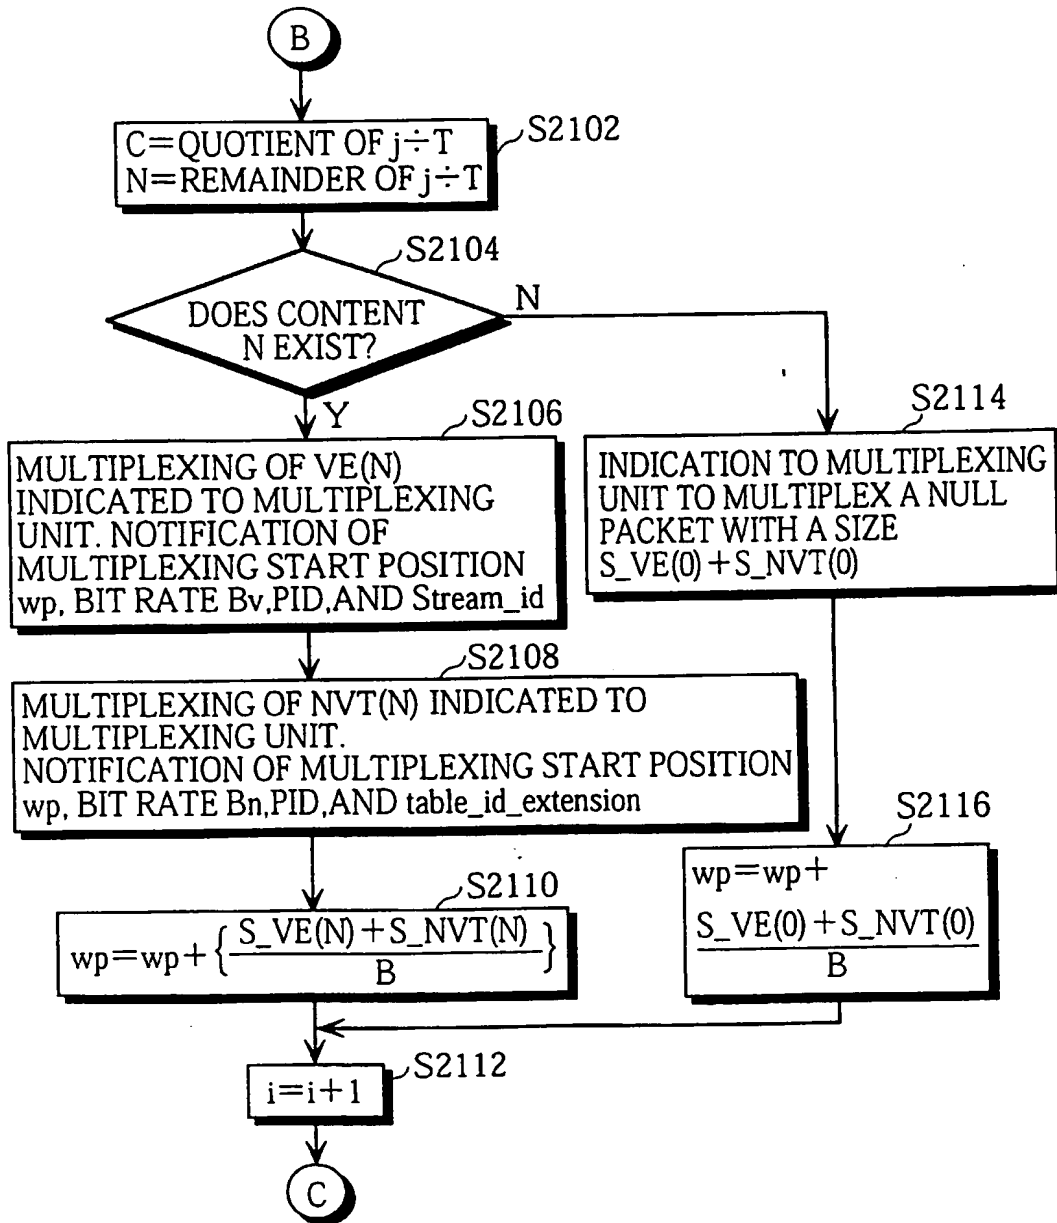 B
S2102
C=QUOTIENT OF j÷T
N=REMAINDER OF j÷T
S2104
DOES CONTENT
N EXIST?
N
Y
S2106
MULTIPLEXING OF VE(N)
INDICATED TO MULTIPLEXING
UNIT. NOTIFICATION OF
MULTIPLEXING START POSITION
wp, BIT RATE Bv,PID,AND Stream_id
S2114
INDICATION TO MULTIPLEXING
UNIT TO MULTIPLEX A NULL
PACKET WITH A SIZE
S_VE(0)+S_NVT(0)
S2108
MULTIPLEXING OF NVT(N) INDICATED TO
MULTIPLEXING UNIT.
NOTIFICATION OF MULTIPLEXING START POSITION
wp, BIT RATE Bn,PID,AND table_id_extension
S2110
wp=wp+{S_VE(N)+S_NVT(N)
B}
S2116
wp=wp+
S_VE(0)+S_NVT(0)
B
S2112
i=i+1
C